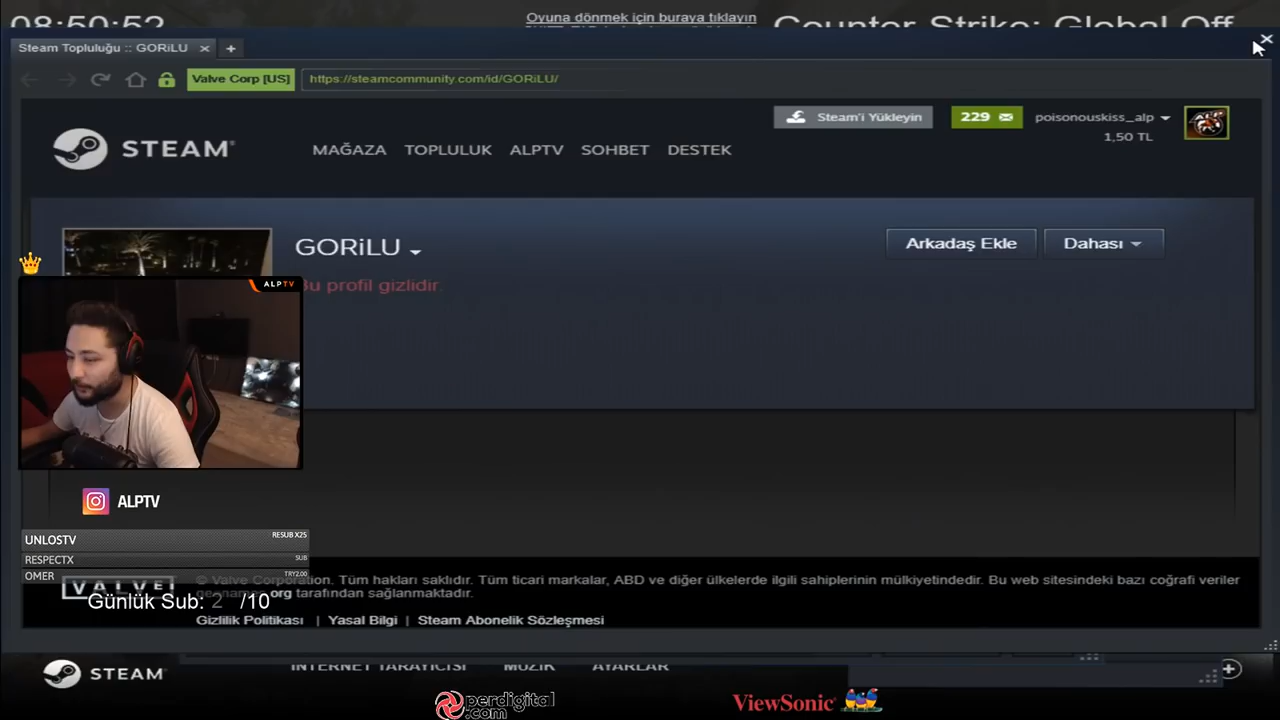 08:50:52
Oyuna dönmek için buraya tıklayın
Counter Strike: Global Off
Steam Topluluğu :: GORiLU
Valve Corp [US]
https://steamcommunity.com/id/GORiLU/
Steam'i Yükleyin
229
poisonouskiss_alp
1,50 TL
STEAM
MAĞAZA TOPLULUK ALPTV SOHBET DESTEK
GORiLU
Arkadaş Ekle
Dahası
Bu profil gizlidir.
ALPTV
ALPTV
UNLOSTV RESUB X25
RESPECTX SUB
OMER TRY2.00
VALVE
© Valve Corporation. Tüm hakları saklıdır. Tüm ticari markalar, ABD ve diğer ülkelerde ilgili sahiplerinin mülkiyetindedir. Bu web sitesindeki bazı coğrafi veriler
geonames.org tarafından sağlanmaktadır.
Günlük Sub: 2 /10
Gizlilik Politikası | Yasal Bilgi | Steam Abonelik Sözleşmesi
STEAM
İNTERNET TARAYICISI MÜZİK AYARLAR
perdigital.com
ViewSonic